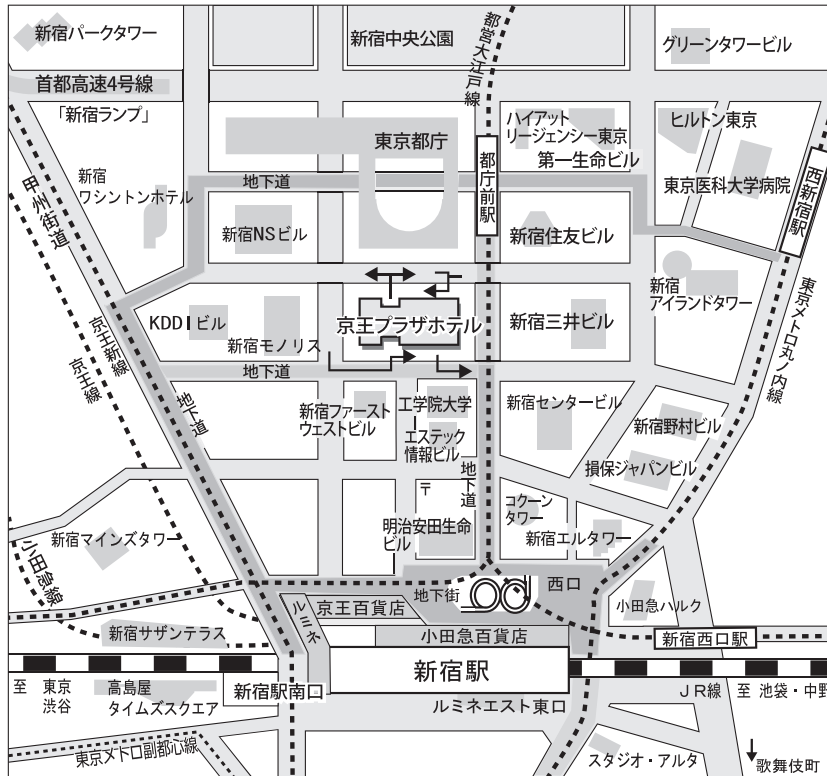 新宿パークタワー
新宿中央公園
都営大江戸線
グリーンタワービル
首都高速4号線
「新宿ランプ」
東京都庁
ハイアット
リージェンシー東京
第一生命ビル
ヒルトン東京
新宿
ワシントンホテル
地下道
都庁前駅
東京医科大学病院
西新宿駅
甲州街道
新宿NSビル
新宿住友ビル
新宿
アイランドタワー
東京メトロ丸ノ内線
KDDIビル
新宿モノリス
京王プラザホテル
新宿三井ビル
京王新線
京王線
地下道
地下道
新宿ファースト
ウェストビル
工学院大学
エステック
情報ビル
新宿センタービル
新宿野村ビル
損保ジャパンビル
地下道
〒
コクーン
タワー
明治安田生命
ビル
新宿エルタワー
新宿マインズタワー
小田急線
京王百貨店
地下街
西口
小田急ハルク
ルミネ
新宿サザンテラス
小田急百貨店
新宿西口駅
新宿駅
至 東京
渋谷
高島屋
タイムズスクエア
新宿駅南口
ルミネエスト東口
JR線 至 池袋・中野
東京メトロ副都心線
スタジオ・アルタ
歌舞伎町